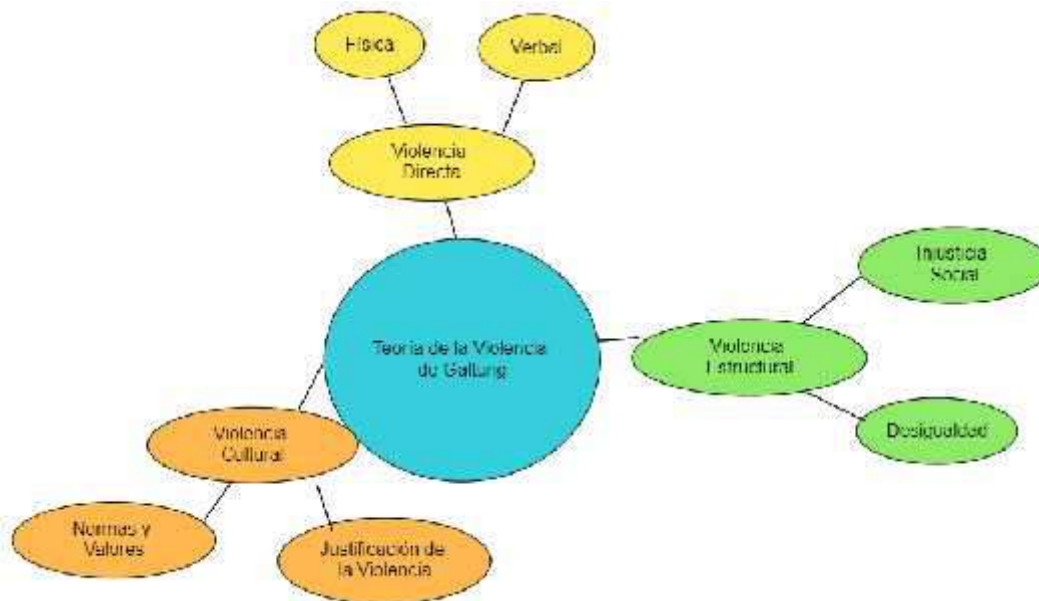 Física
Verbal
Violencia
Directa
Injusticia
Social
Teoría de la Violencia
de Galtung
Violencia
Estructural
Violencia
Cultural
Desigualdad
Normas y
Valores
Justificación de
la Violencia